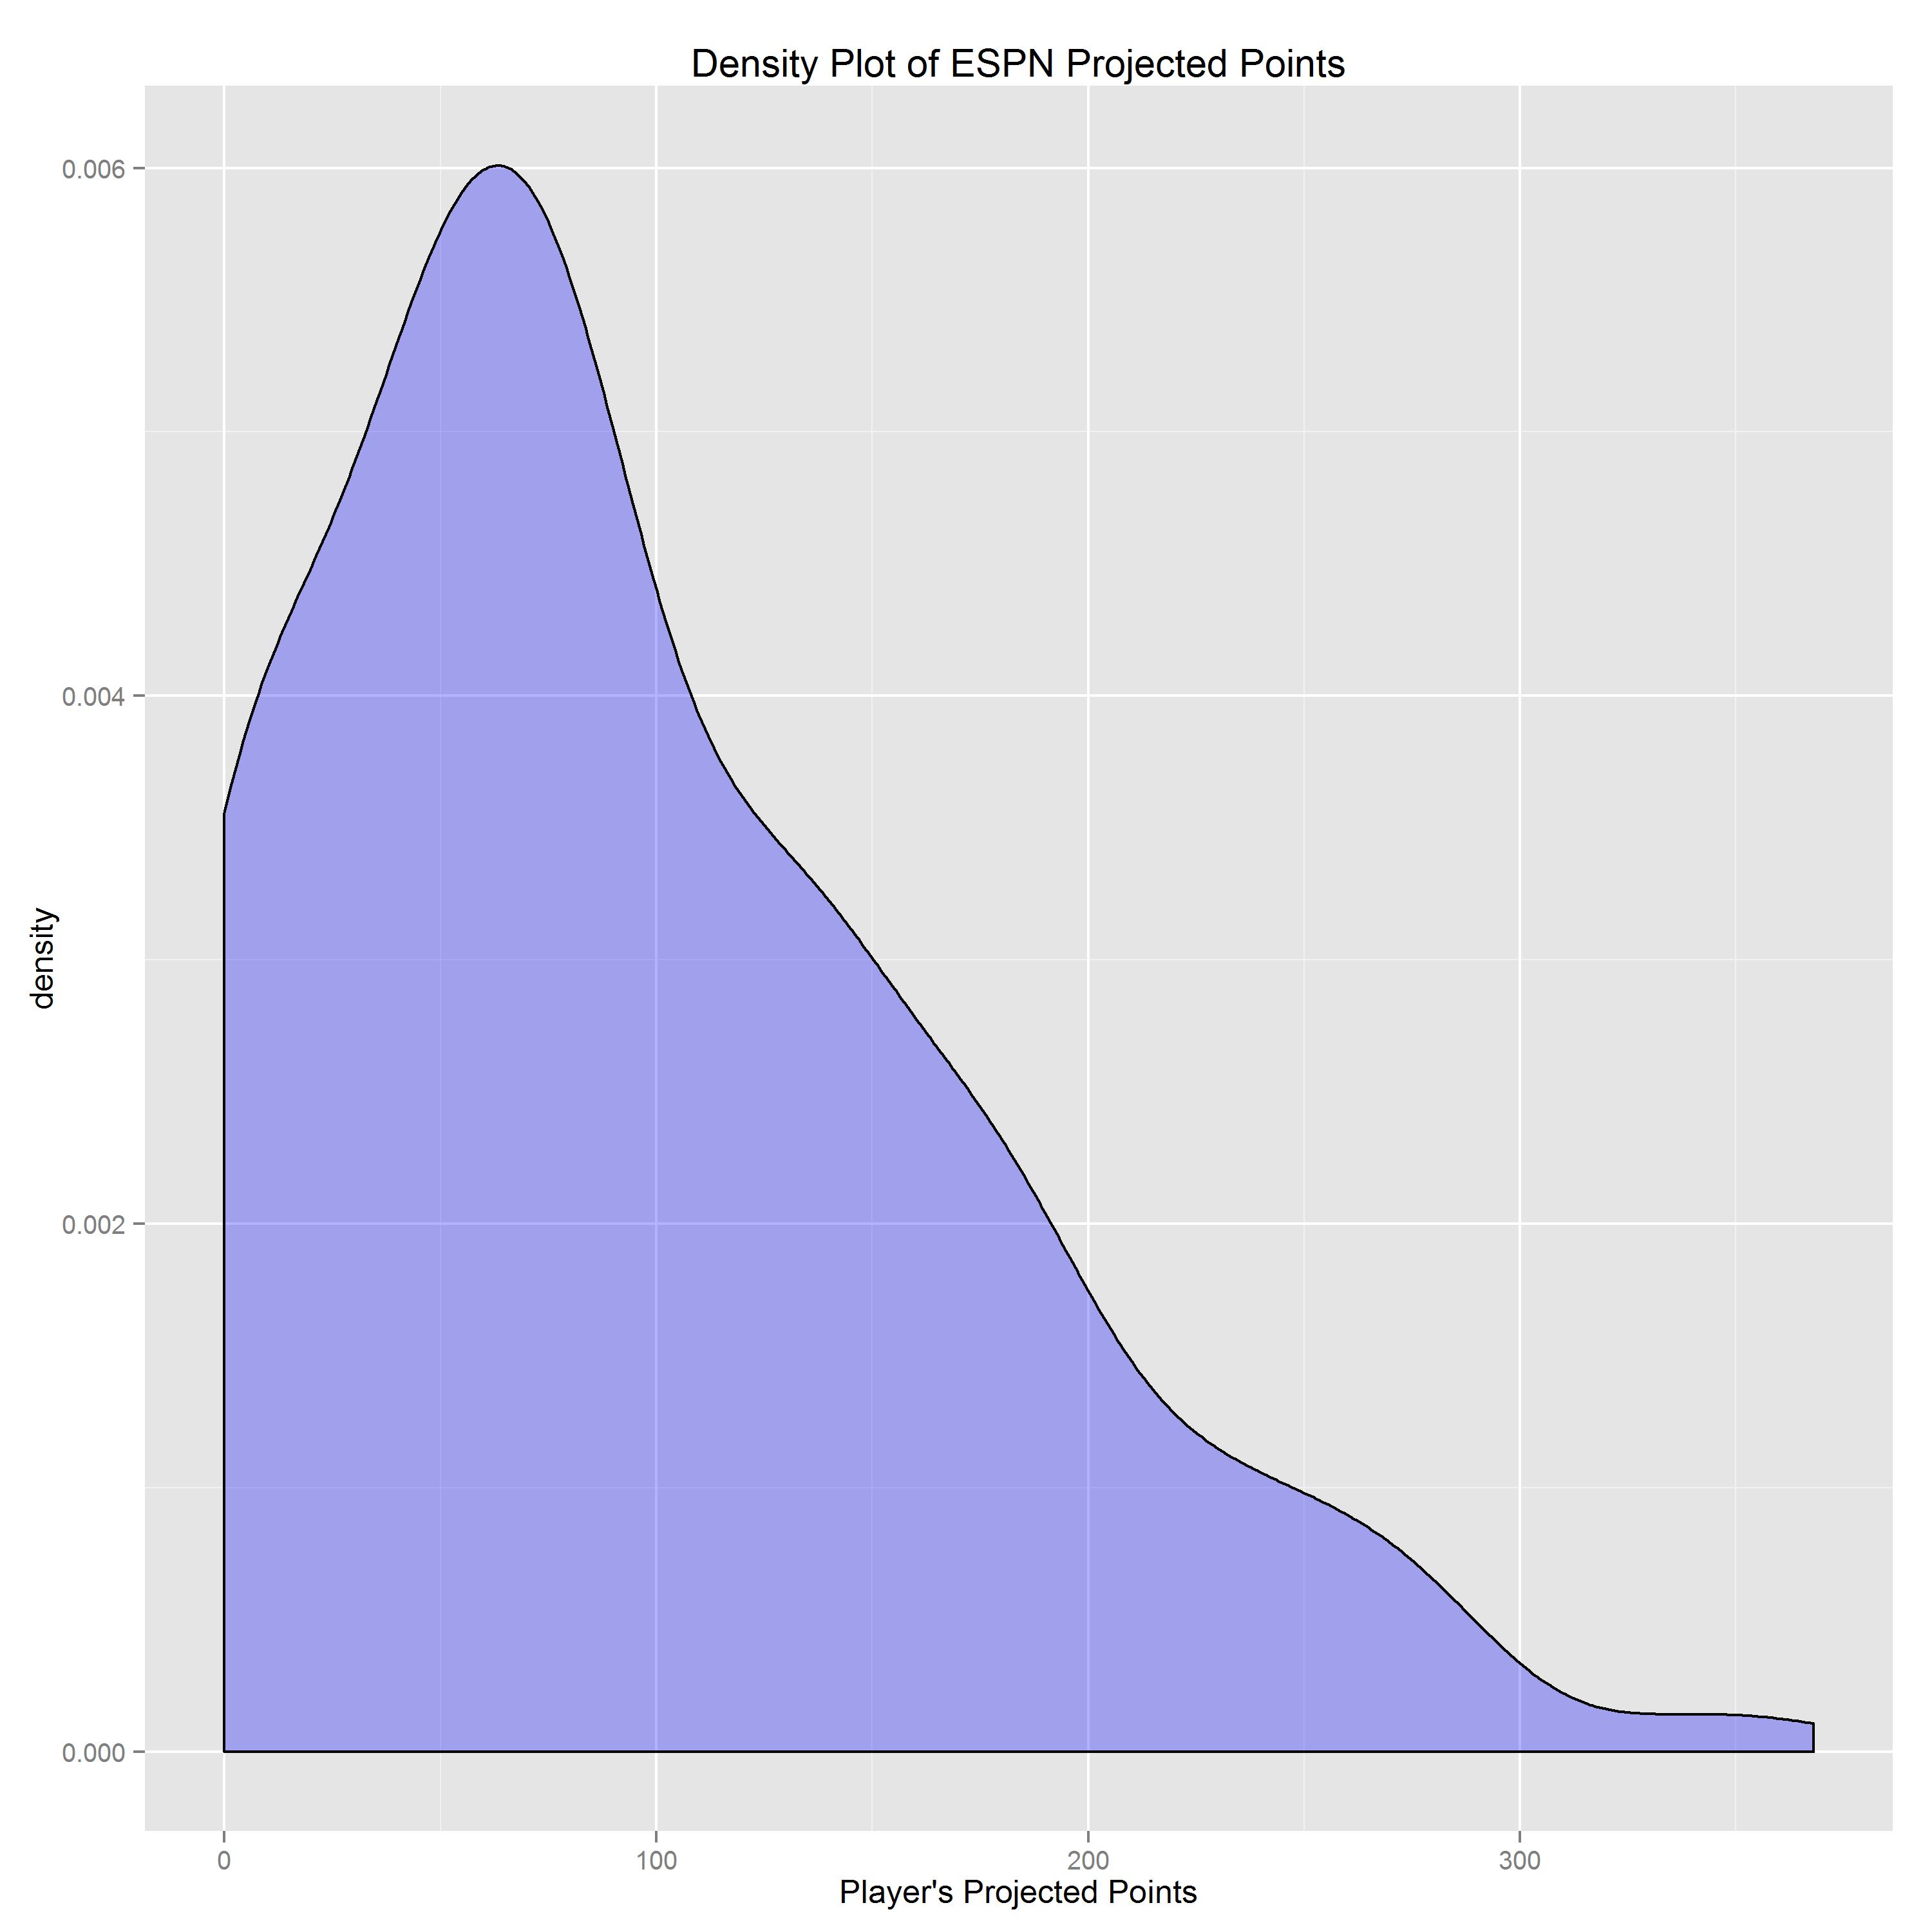 Density Plot of ESPN Projected Points
0.006
0.004
0.002
0.000
density
0 100 200 300
Player's Projected Points